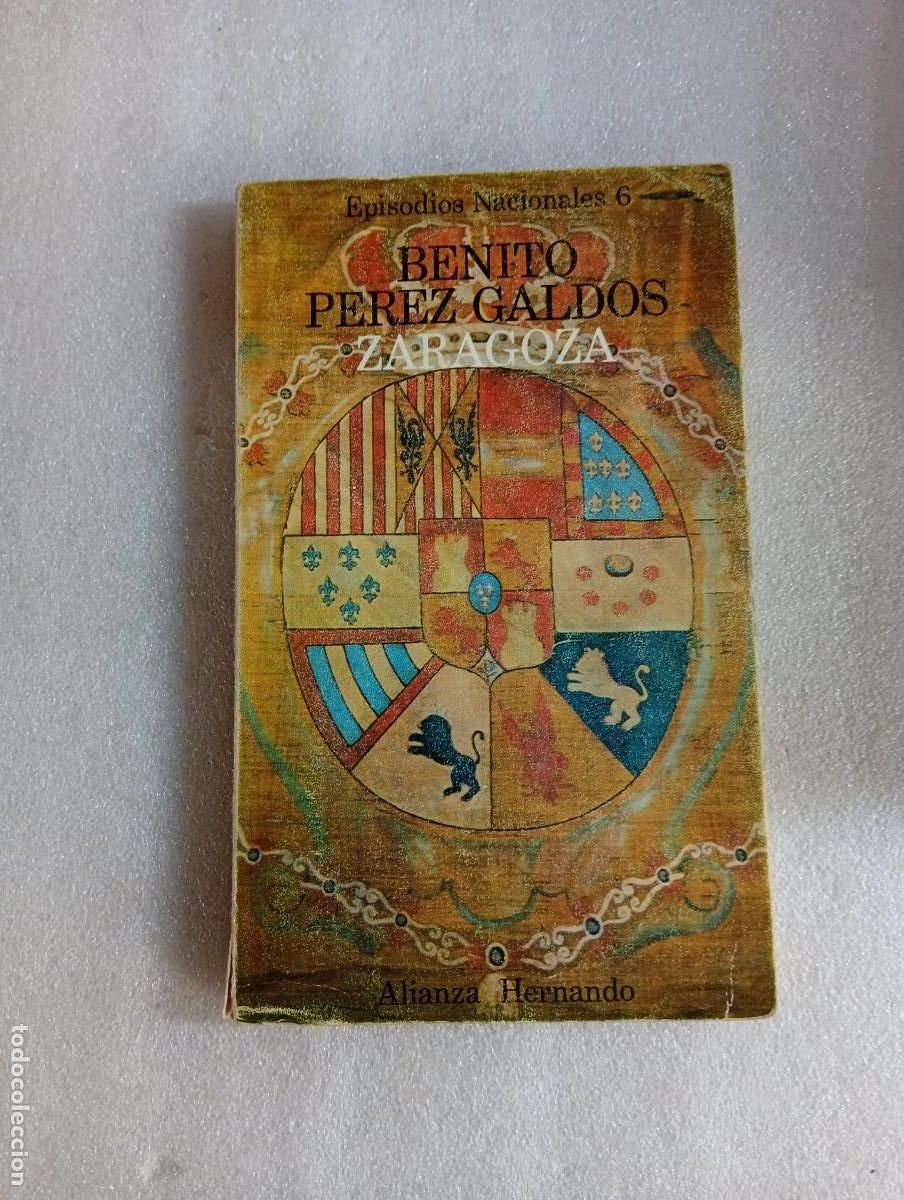 Episodios Nacionales 6
BENITO
PEREZ GALDOS
ZARAGOZA
Alianza Hernando
todocoleccion